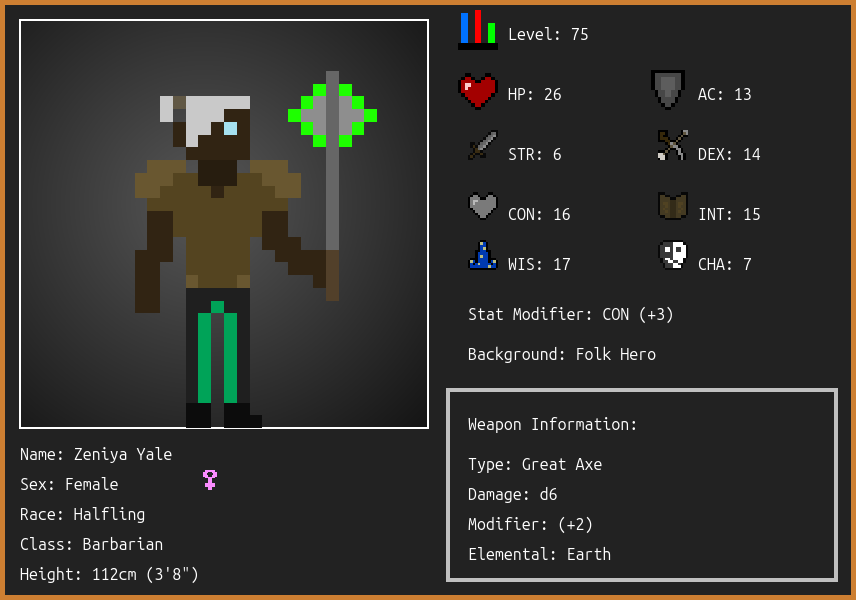 Level: 75
HP: 26
AC: 13
STR: 6
DEX: 14
CON: 16
INT: 15
WIS: 17
CHA: 7
Stat Modifier: CON (+3)
Background: Folk Hero
Weapon Information:
Type: Great Axe
Damage: d6
Modifier: (+2)
Elemental: Earth
Name: Zeniya Yale
Sex: Female
Race: Halfling
Class: Barbarian
Height: 112cm (3'8")